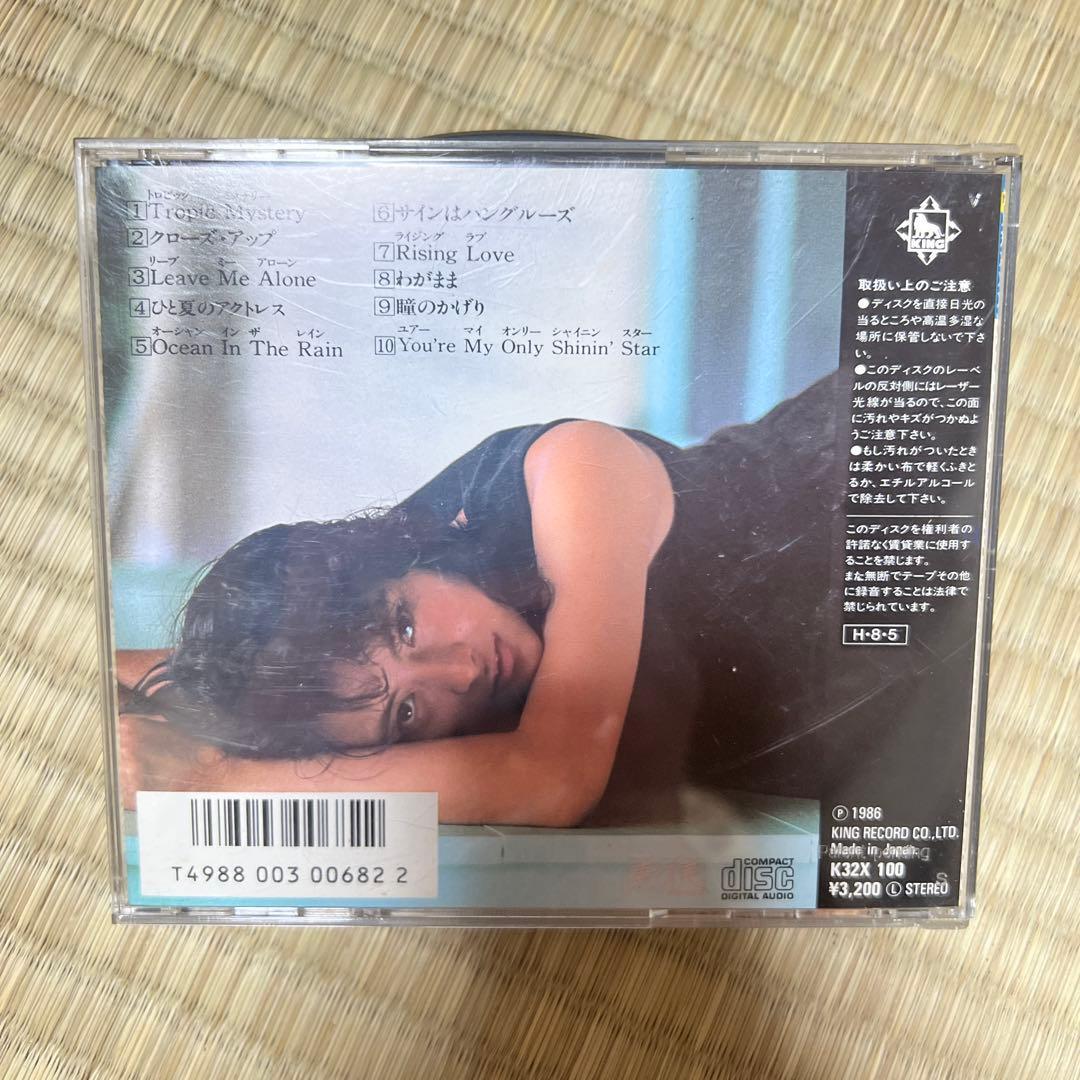 トロピック ミステリー
1 Tropic Mystery
2 クローズ・アップ
リーブ ミー アローン
3 Leave Me Alone
4 ひと夏のアクトレス
オーシャン イン ザ レイン
5 Ocean In The Rain
6 サインはハングルーズ
ライジング ラブ
7 Rising Love
8 わがまま
9 瞳のかげり
ユアー マイ オンリー シャイニン スター
10 You're My Only Shinin' Star
KING
取扱い上のご注意
●ディスクを直接日光の
当るところや高温多湿な
場所に保管しないで下さ
い。
●このディスクのレーベ
ルの反対側にはレーザー
光線が当るので、この面
に汚れやキズがつかぬよ
うご注意下さい。
●もし汚れがついたとき
は柔かい布で軽くふきと
るか、エチルアルコール
で除去して下さい。
このディスクを権利者の
許諾なく賃貸業に使用す
ることを禁じます。
また無断でテープその他
に録音することは法律で
禁じられています。
H・8・5
Ⓟ 1986
KING RECORD CO.,LTD.
Made in Japan.
Patent pending
K32X 100
¥3,200 Ⓛ STEREO
S
T4988 003 00682 2
COMPACT
disc
DIGITAL AUDIO